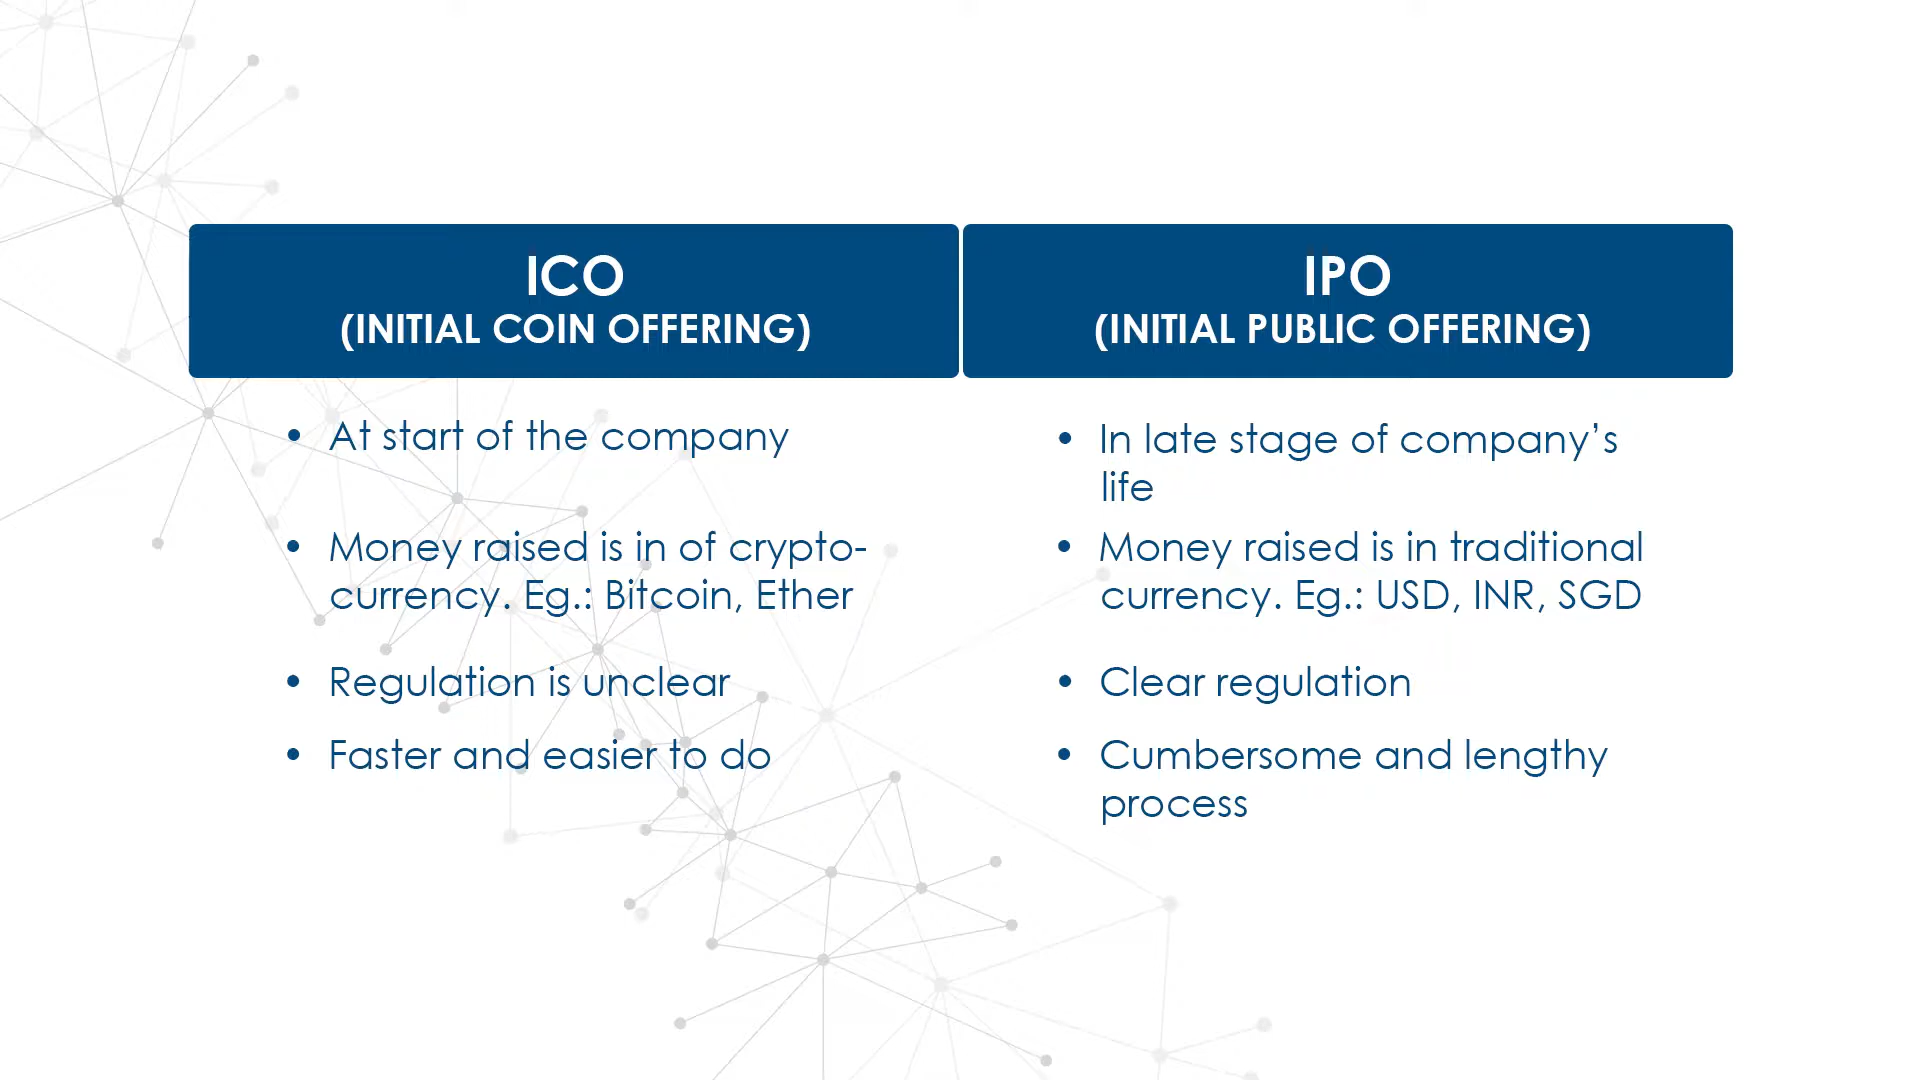 ICO
(INITIAL COIN OFFERING)
• At start of the company
• Money raised is in of crypto-
currency. Eg.: Bitcoin, Ether
• Regulation is unclear
• Faster and easier to do
IPO
(INITIAL PUBLIC OFFERING)
• In late stage of company’s
life
• Money raised is in traditional
currency. Eg.: USD, INR, SGD
• Clear regulation
• Cumbersome and lengthy
process